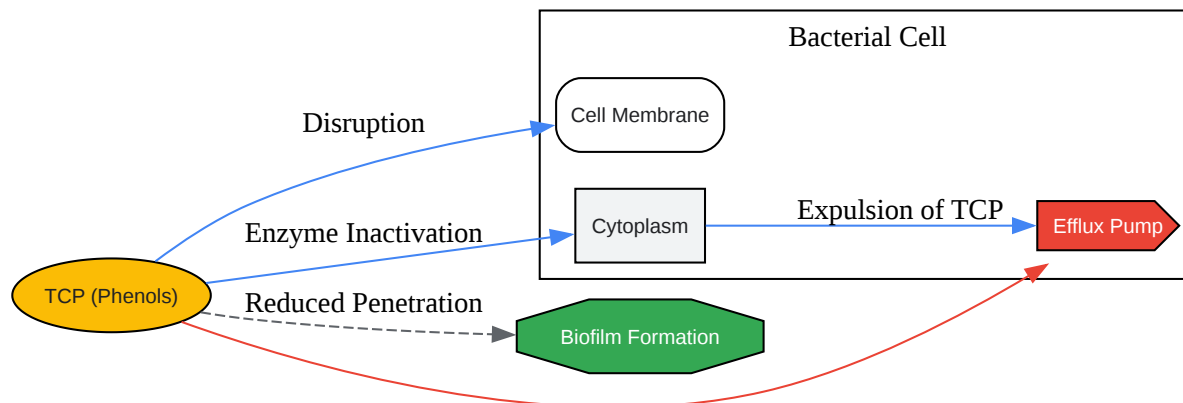 Bacterial Cell
Cell Membrane
Disruption
Cytoplasm
Expulsion of TCP
Efflux Pump
Enzyme Inactivation
TCP (Phenols)
Reduced Penetration
Biofilm Formation